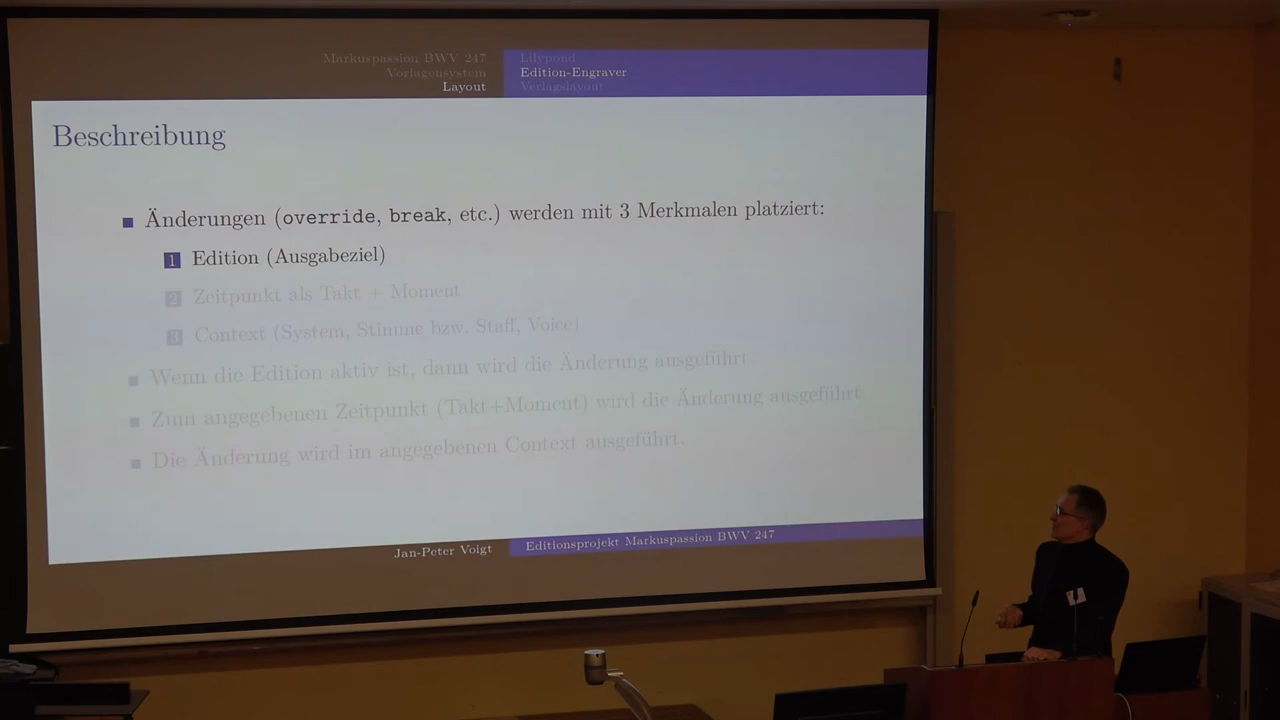 Markuspassion BWV 247
Vorlagensystem
Layout
Lilypond
Edition-Engraver
Verlagslayout
Beschreibung
Änderungen (override, break, etc.) werden mit 3 Merkmalen platziert:
1 Edition (Ausgabeziel)
2 Zeitpunkt als Takt + Moment
3 Context (System, Stimme bzw. Staff, Voice)
Wenn die Edition aktiv ist, dann wird die Änderung ausgeführt
Zum angegebenen Zeitpunkt (Takt+Moment) wird die Änderung ausgeführt.
Die Änderung wird im angegebenen Context ausgeführt.
Jan-Peter Voigt
Editionsprojekt Markuspassion BWV 247